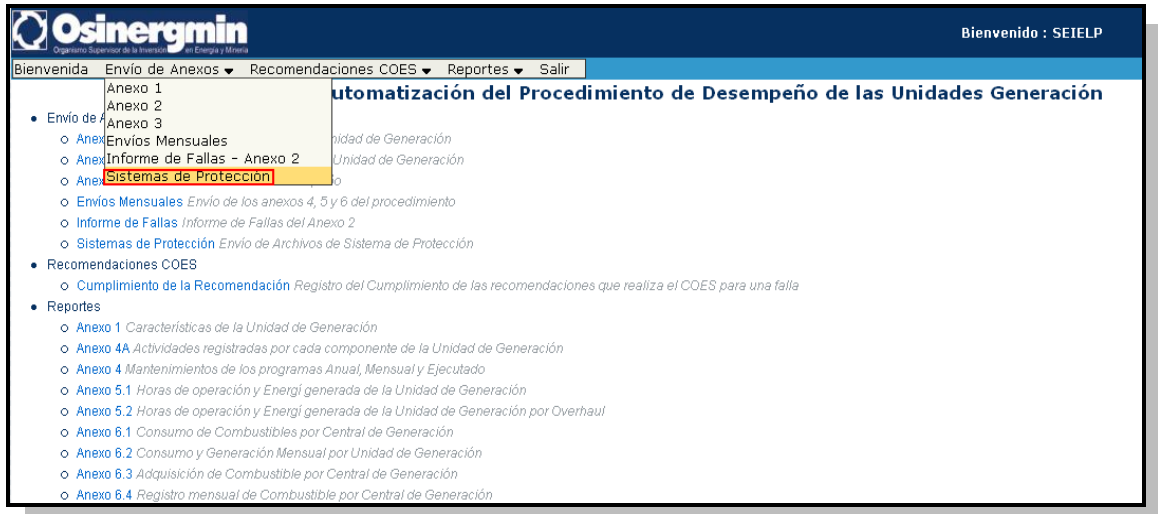 Osinergmin
Organismo Supervisor de la Inversión en Energía y Minería
Bienvenido : SEIELP
Bienvenida Envío de Anexos Recomendaciones COES Reportes Salir
Anexo 1
Anexo 2
Anexo 3
Envíos Mensuales
Informe de Fallas - Anexo 2
Sistemas de Protección
utomatización del Procedimiento de Desempeño de las Unidades Generación
Envío de
nidad de Generación
Unidad de Generación
Envíos Mensuales Envío de los anexos 4, 5 y 6 del procedimiento
Informe de Fallas Informe de Fallas del Anexo 2
Sistemas de Protección Envío de Archivos de Sistema de Protección
Recomendaciones COES
Cumplimiento de la Recomendación Registro del Cumplimiento de las recomendaciones que realiza el COES para una falla
Reportes
Anexo 1 Características de la Unidad de Generación
Anexo 4A Actividades registradas por cada componente de la Unidad de Generación
Anexo 4 Mantenimientos de los programas Anual, Mensual y Ejecutado
Anexo 5.1 Horas de operación y Energí generada de la Unidad de Generación
Anexo 5.2 Horas de operación y Energí generada de la Unidad de Generación por Overhaul
Anexo 6.1 Consumo de Combustibles por Central de Generación
Anexo 6.2 Consumo y Generación Mensual por Unidad de Generación
Anexo 6.3 Adquisición de Combustible por Central de Generación
Anexo 6.4 Registro mensual de Combustible por Central de Generación